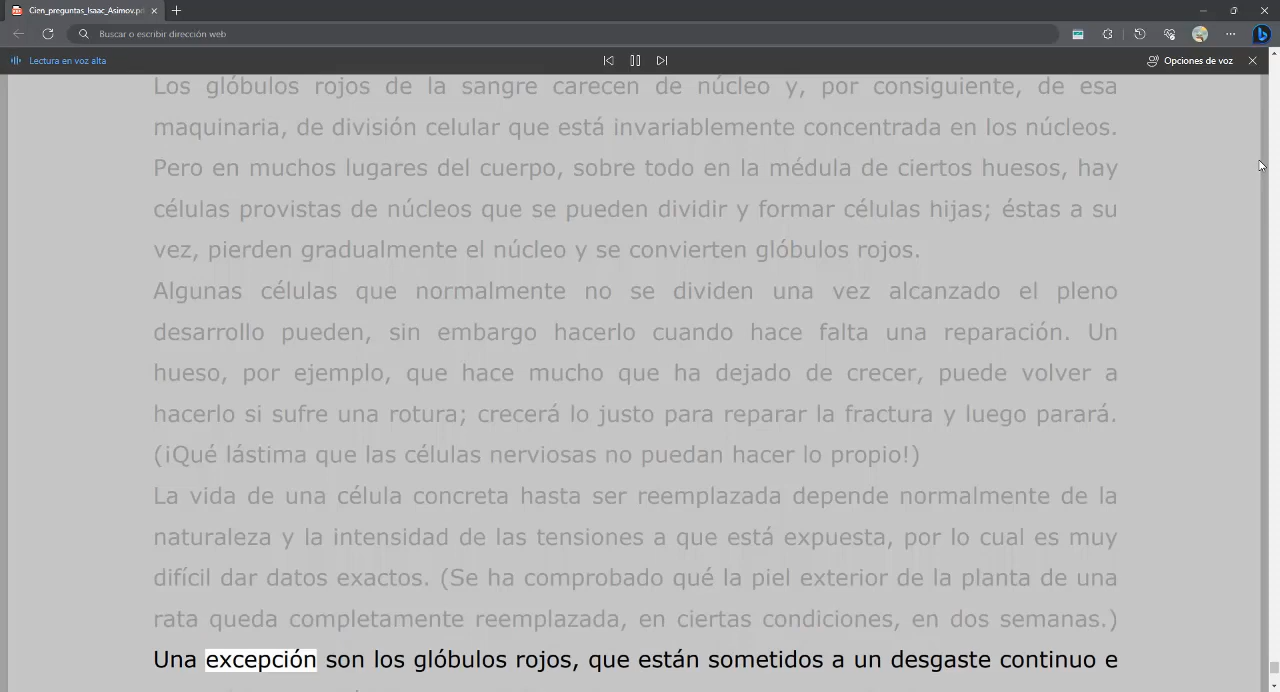 Cien_preguntas_Isaac_Asimov.pd
Buscar o escribir dirección web
Lectura en voz alta
Opciones de voz
Los glóbulos rojos de la sangre carecen de núcleo y, por consiguiente, de esa
maquinaria, de división celular que está invariablemente concentrada en los núcleos.
Pero en muchos lugares del cuerpo, sobre todo en la médula de ciertos huesos, hay
células provistas de núcleos que se pueden dividir y formar células hijas; éstas a su
vez, pierden gradualmente el núcleo y se convierten glóbulos rojos.
Algunas células que normalmente no se dividen una vez alcanzado el pleno
desarrollo pueden, sin embargo hacerlo cuando hace falta una reparación. Un
hueso, por ejemplo, que hace mucho que ha dejado de crecer, puede volver a
hacerlo si sufre una rotura; crecerá lo justo para reparar la fractura y luego parará.
(¡Qué lástima que las células nerviosas no puedan hacer lo propio!)
La vida de una célula concreta hasta ser reemplazada depende normalmente de la
naturaleza y la intensidad de las tensiones a que está expuesta, por lo cual es muy
difícil dar datos exactos. (Se ha comprobado qué la piel exterior de la planta de una
rata queda completamente reemplazada, en ciertas condiciones, en dos semanas.)
Una excepción son los glóbulos rojos, que están sometidos a un desgaste continuo e